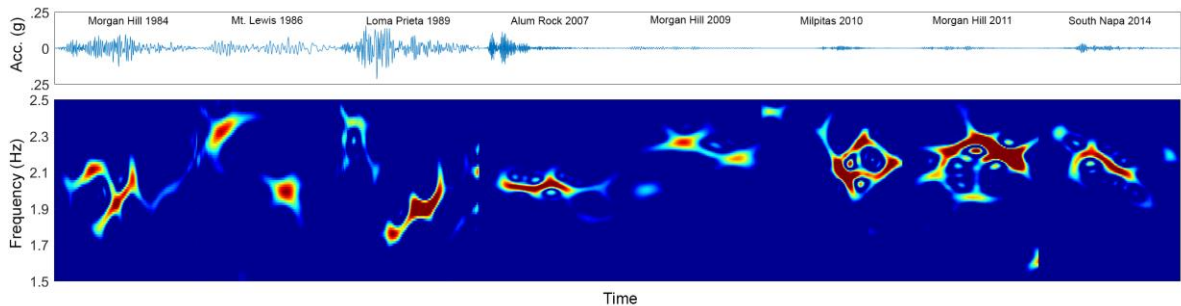 Morgan Hill 1984 Mt. Lewis 1986 Loma Prieta 1989 Alum Rock 2007 Morgan Hill 2009 Milpitas 2010 Morgan Hill 2011 South Napa 2014
Acc. (g)
.25
0
.25
Frequency (Hz)
2.5
2.3
2.1
1.9
1.7
1.5
Time